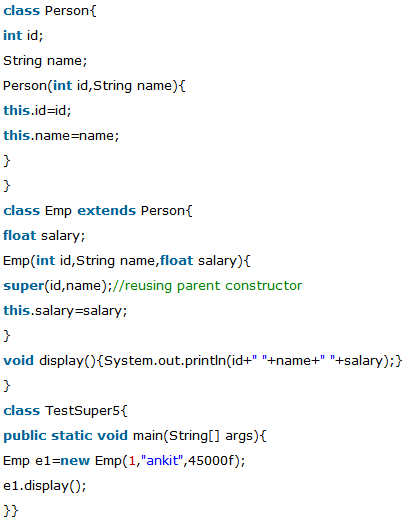 class Person{
int id;
String name;
Person(int id,String name){
this.id=id;
this.name=name;
}
}
class Emp extends Person{
float salary;
Emp(int id,String name,float salary){
super(id,name);//reusing parent constructor
this.salary=salary;
}
void display(){System.out.println(id+" "+name+" "+salary);}
}
class TestSuper5{
public static void main(String[] args){
Emp e1=new Emp(1,"ankit",45000f);
e1.display();
}}